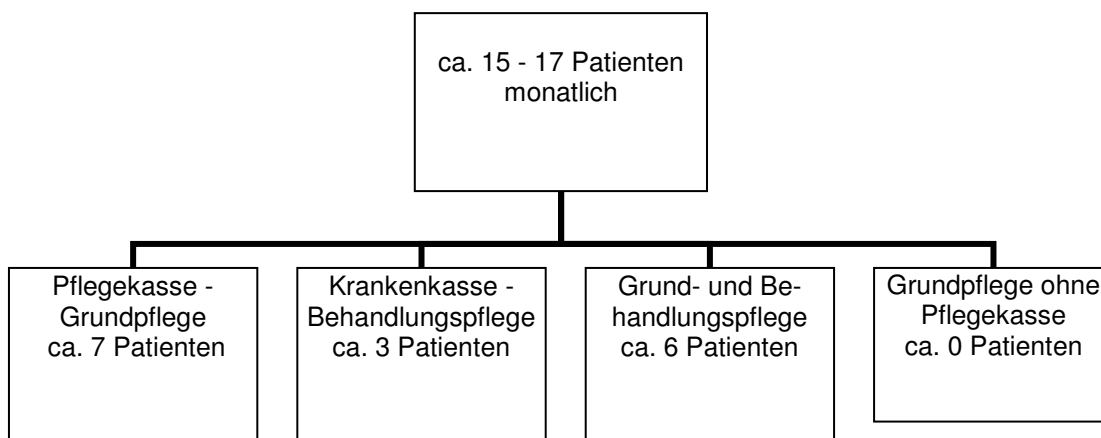 ca. 15 - 17 Patienten
monatlich
Pflegekasse -
Grundpflege
ca. 7 Patienten
Krankenkasse -
Behandlungspflege
ca. 3 Patienten
Grund- und Be-
handlungspflege
ca. 6 Patienten
Grundpflege ohne
Pflegekasse
ca. 0 Patienten